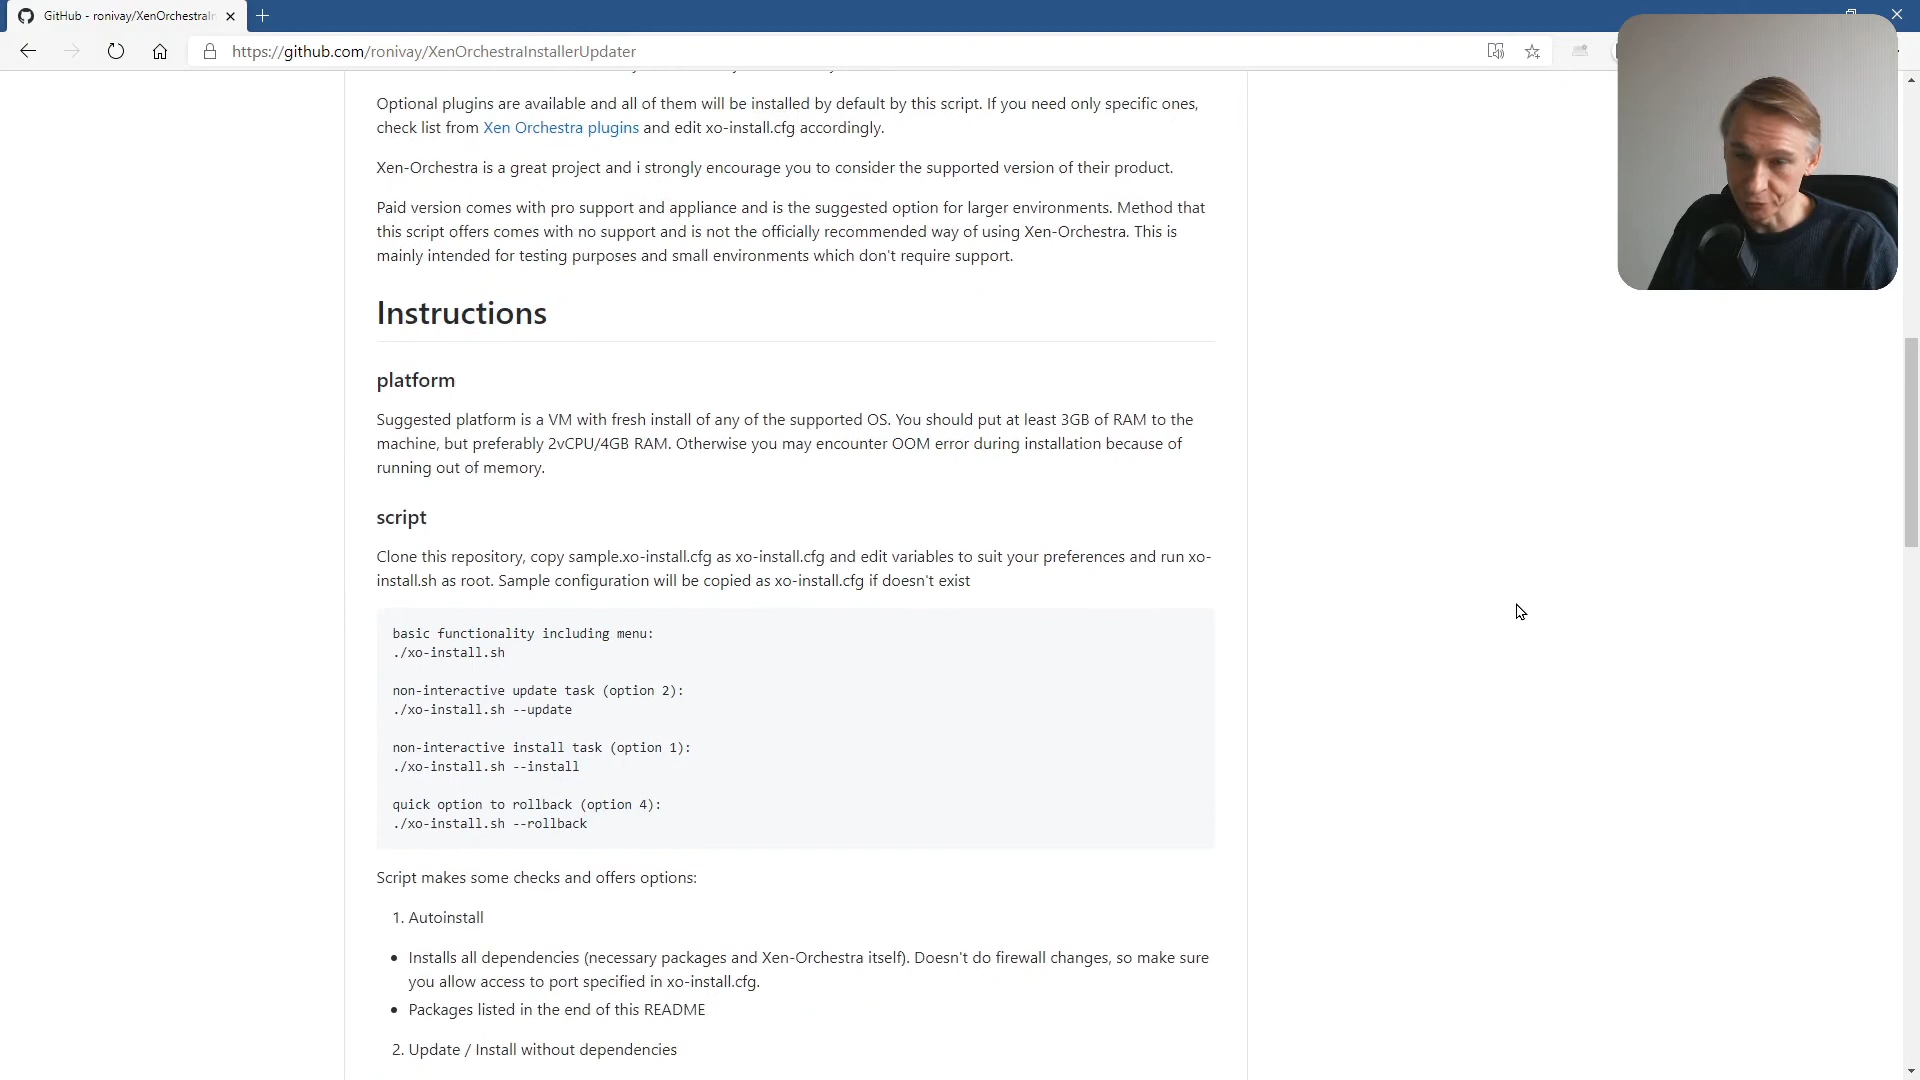 GitHub - ronivay/XenOrchestraIn
https://github.com/ronivay/XenOrchestraInstallerUpdater
Optional plugins are available and all of them will be installed by default by this script. If you need only specific ones,
check list from Xen Orchestra plugins and edit xo-install.cfg accordingly.
Xen-Orchestra is a great project and i strongly encourage you to consider the supported version of their product.
Paid version comes with pro support and appliance and is the suggested option for larger environments. Method that
this script offers comes with no support and is not the officially recommended way of using Xen-Orchestra. This is
mainly intended for testing purposes and small environments which don't require support.
Instructions
platform
Suggested platform is a VM with fresh install of any of the supported OS. You should put at least 3GB of RAM to the
machine, but preferably 2vCPU/4GB RAM. Otherwise you may encounter OOM error during installation because of
running out of memory.
script
Clone this repository, copy sample.xo-install.cfg as xo-install.cfg and edit variables to suit your preferences and run xo-
install.sh as root. Sample configuration will be copied as xo-install.cfg if doesn't exist
basic functionality including menu:
./xo-install.sh
non-interactive update task (option 2):
./xo-install.sh --update
non-interactive install task (option 1):
./xo-install.sh --install
quick option to rollback (option 4):
./xo-install.sh --rollback
Script makes some checks and offers options:
1. Autoinstall
• Installs all dependencies (necessary packages and Xen-Orchestra itself). Doesn't do firewall changes, so make sure
you allow access to port specified in xo-install.cfg.
• Packages listed in the end of this README
2. Update / Install without dependencies